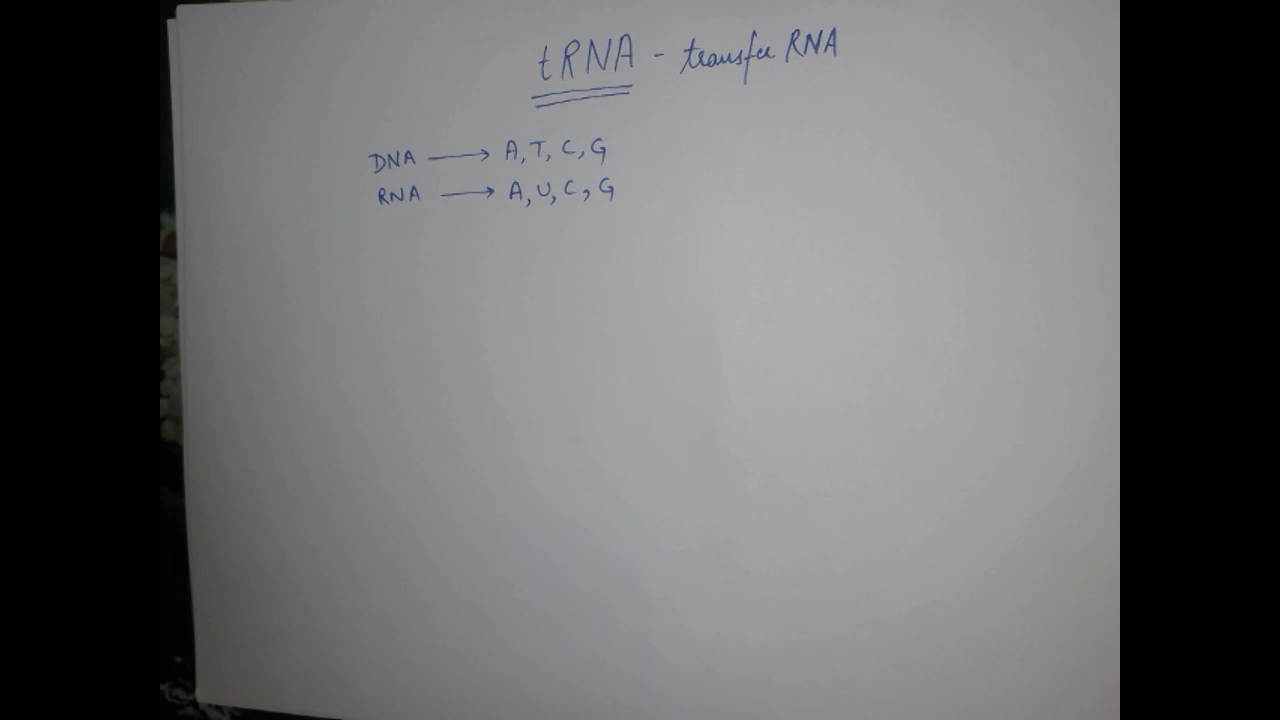 tRNA - transfer RNA
DNA → A, T, C, G
RNA → A, U, C, G